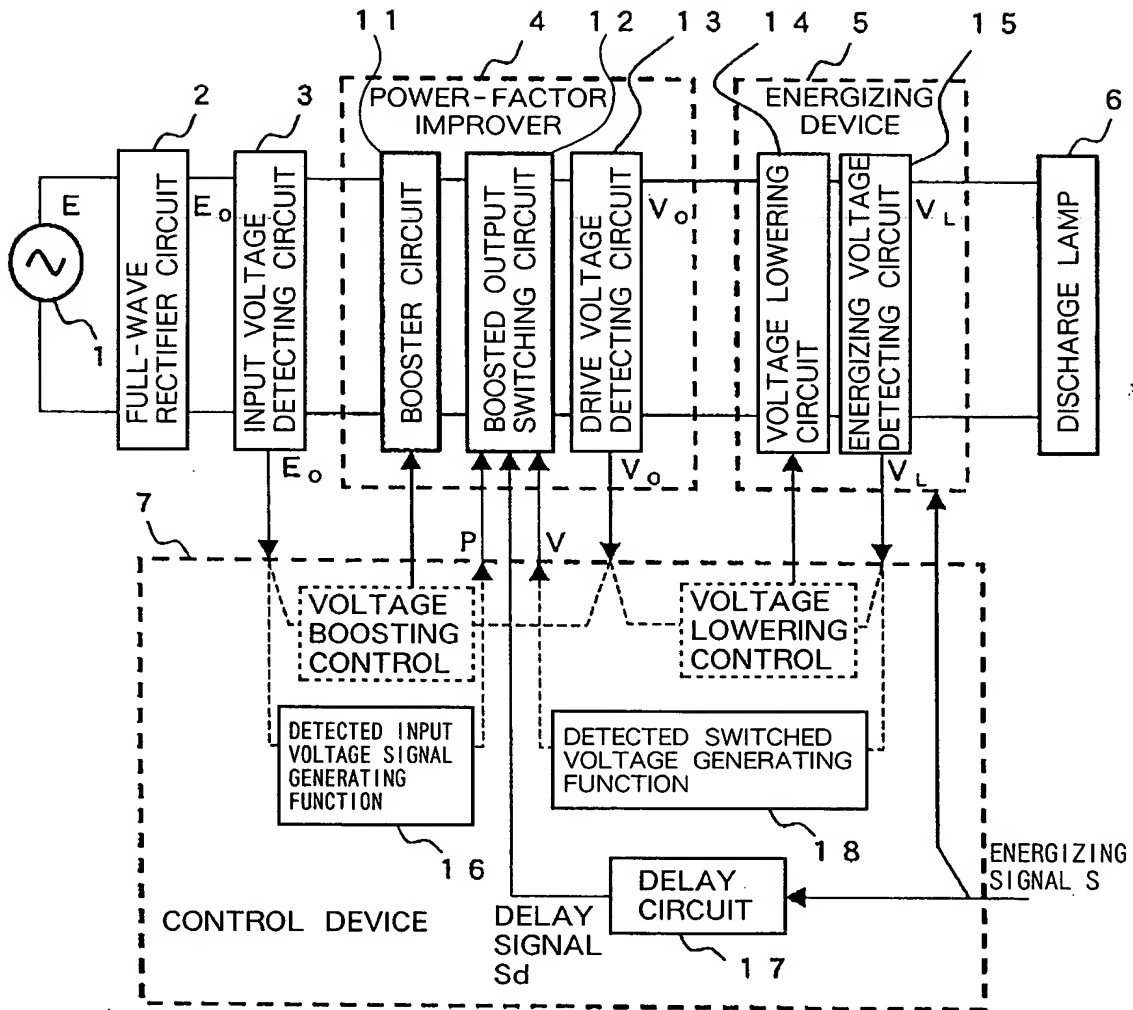 11 4 12 13 14 5 15
2 3 6
POWER-FACTOR
IMPROVER
ENERGIZING
DEVICE
E
1
FULL-WAVE
RECTIFIER CIRCUIT
Eo
INPUT VOLTAGE
DETECTING CIRCUIT
BOOSTER CIRCUIT
BOOSTED OUTPUT
SWITCHING CIRCUIT
DRIVE VOLTAGE
DETECTING CIRCUIT
Vo
VOLTAGE LOWERING
CIRCUIT
ENERGIZING VOLTAGE
DETECTING CIRCUIT
VL
DISCHARGE LAMP
Eo
Vo
VL
7
P
V
VOLTAGE
BOOSTING
CONTROL
VOLTAGE
LOWERING
CONTROL
DETECTED INPUT
VOLTAGE SIGNAL
GENERATING
FUNCTION
DETECTED SWITCHED
VOLTAGE GENERATING
FUNCTION
16
18
ENERGIZING
SIGNAL S
DELAY
CIRCUIT
CONTROL DEVICE
DELAY
SIGNAL
Sd
17